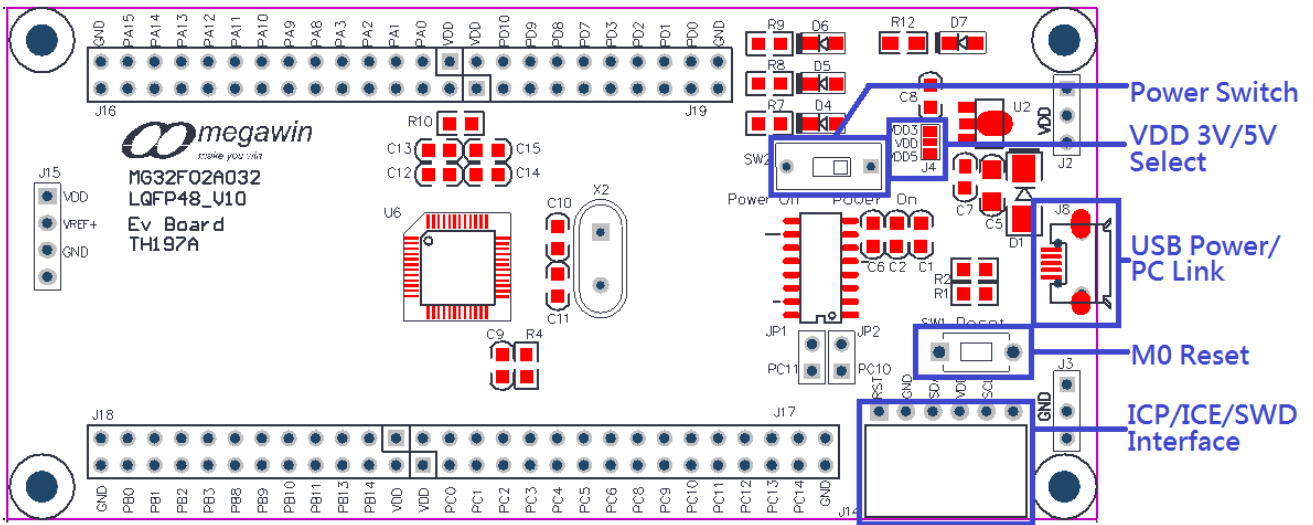 GND PA15 PA14 PA13 PA12 PA11 PA10 PA9 PA8 PA3 PA2 PA1 PA0 VDD VDD PD10 PD9 PD8 PD7 PD3 PD2 PD1 PD0 GND
J16 J19
R9 D6 R12 D7
R8 D5
R7 D4
C8 U2
VDD
J2
Power Switch
VDD 3V/5V
Select
VDD3
VDD
VDD5
J4
SW2
Power Off Power On
megawin
make you win
MG32F02A032
LQFP48_V10
Ev Board
TH197A
R10
C13 C15
C12 C14
J15
VDD
VREF+
GND
U6
X2
C10
C11
C9 R4
C7 C5 D1
J8
USB Power/
PC Link
C6 C2 C1
R2
R1
JP1 JP2
PC11 PC10
SW1 Reset
M0 Reset
RST GND SDA VDD SCL
J14
J3
GND
ICP/ICE/SWD
Interface
J18 J17
GND PB0 PB1 PB2 PB3 PB8 PB9 PB10 PB11 PB13 PB14 VDD VDD PC0 PC1 PC2 PC3 PC4 PC5 PC6 PC7 PC8 PC9 PC10 PC11 PC12 PC13 PC14 GND